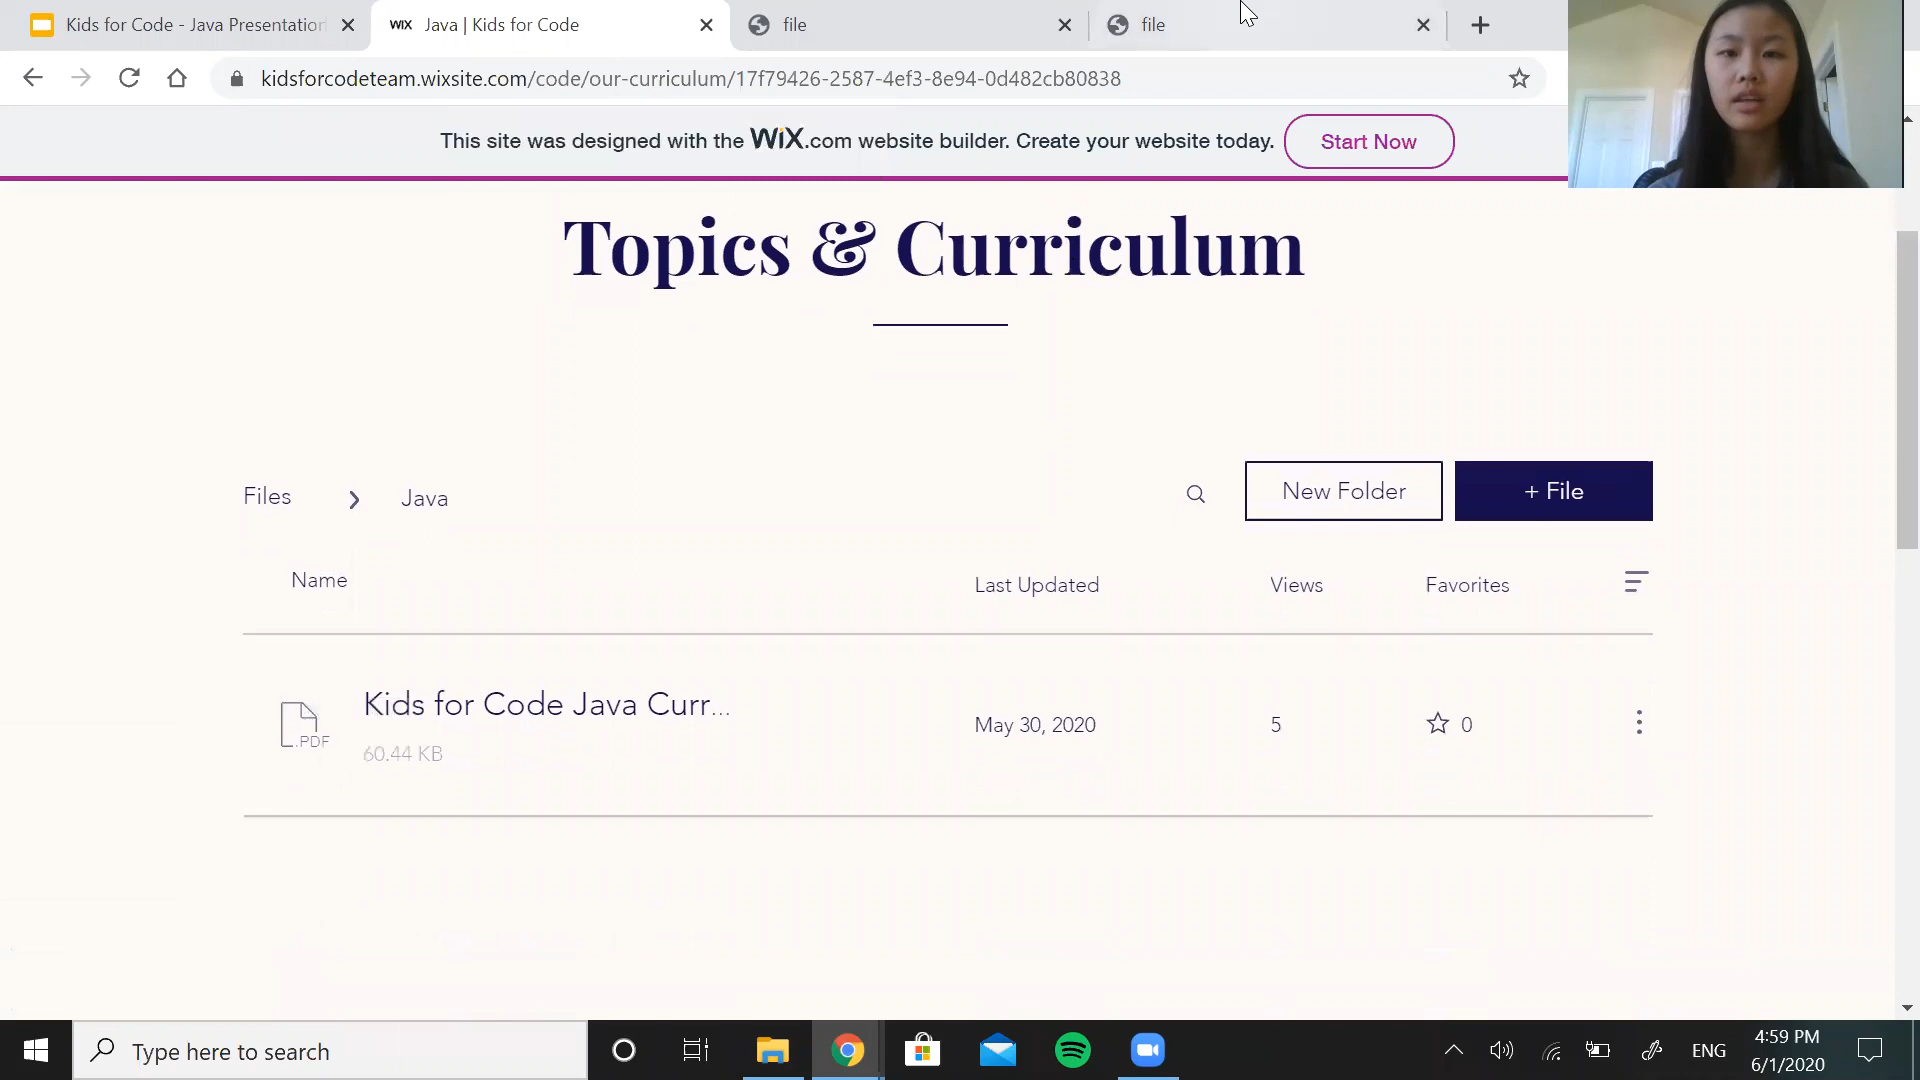 Kids for Code - Java Presentation
WIX Java | Kids for Code
file
file
kidsforcodeteam.wixsite.com/code/our-curriculum/17f79426-2587-4ef3-8e94-0d482cb80838
This site was designed with the WiX.com website builder. Create your website today. Start Now
Topics & Curriculum
Files
Java
New Folder
+ File
Name
Last Updated
Views
Favorites
Kids for Code Java Curr...
.PDF
60.44 KB
May 30, 2020
5
0
Type here to search
ENG
4:59 PM
6/1/2020